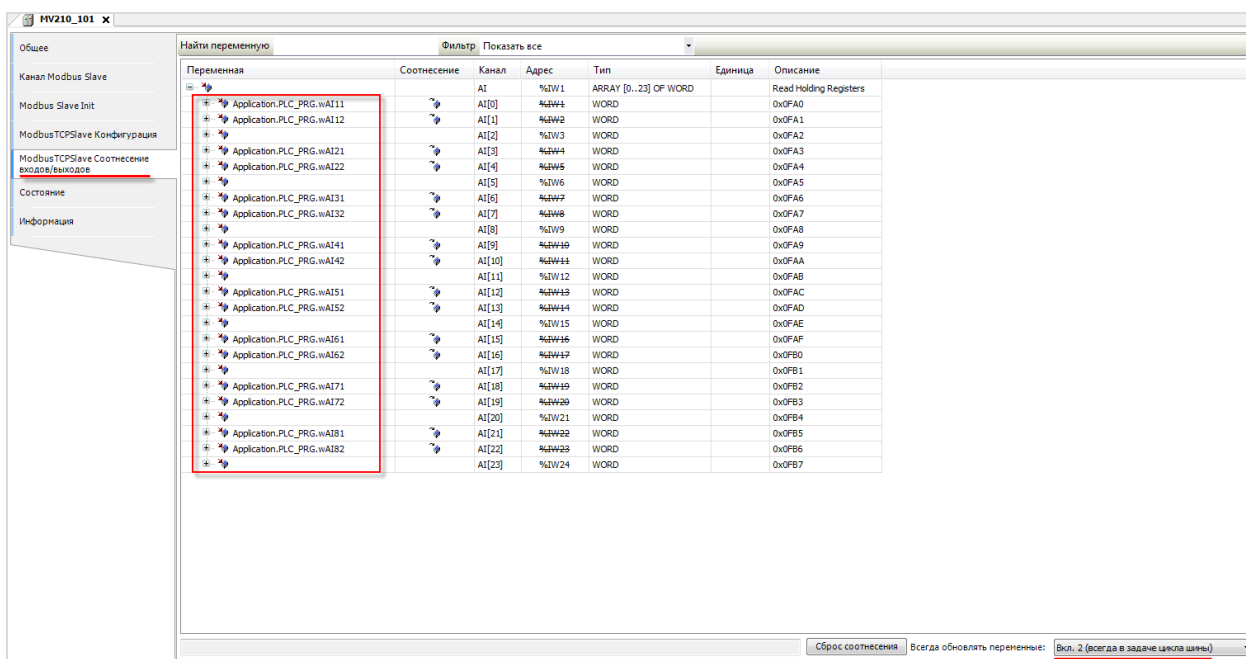 MV210_101 x
Общее
Канал Modbus Slave
Modbus Slave Init
ModbusTCPSlave Конфигурация
ModbusTCPSlave Соотнесение
входов/выходов
Состояние
Информация
Найти переменную Фильтр Показать все
Переменная Соотнесение Канал Адрес Тип Единица Описание
AI %IW1 ARRAY [0..23] OF WORD Read Holding Registers
Application.PLC_PRG.wAI11 AI[0] %IW1 WORD 0x0FA0
Application.PLC_PRG.wAI12 AI[1] %IW2 WORD 0x0FA1
AI[2] %IW3 WORD 0x0FA2
Application.PLC_PRG.wAI21 AI[3] %IW4 WORD 0x0FA3
Application.PLC_PRG.wAI22 AI[4] %IW5 WORD 0x0FA4
AI[5] %IW6 WORD 0x0FA5
Application.PLC_PRG.wAI31 AI[6] %IW7 WORD 0x0FA6
Application.PLC_PRG.wAI32 AI[7] %IW8 WORD 0x0FA7
AI[8] %IW9 WORD 0x0FA8
Application.PLC_PRG.wAI41 AI[9] %IW10 WORD 0x0FA9
Application.PLC_PRG.wAI42 AI[10] %IW11 WORD 0x0FAA
AI[11] %IW12 WORD 0x0FAB
Application.PLC_PRG.wAI51 AI[12] %IW13 WORD 0x0FAC
Application.PLC_PRG.wAI52 AI[13] %IW14 WORD 0x0FAD
AI[14] %IW15 WORD 0x0FAE
Application.PLC_PRG.wAI61 AI[15] %IW16 WORD 0x0FAF
Application.PLC_PRG.wAI62 AI[16] %IW17 WORD 0x0FB0
AI[17] %IW18 WORD 0x0FB1
Application.PLC_PRG.wAI71 AI[18] %IW19 WORD 0x0FB2
Application.PLC_PRG.wAI72 AI[19] %IW20 WORD 0x0FB3
AI[20] %IW21 WORD 0x0FB4
Application.PLC_PRG.wAI81 AI[21] %IW22 WORD 0x0FB5
Application.PLC_PRG.wAI82 AI[22] %IW23 WORD 0x0FB6
AI[23] %IW24 WORD 0x0FB7
Сброс соотнесения Всегда обновлять переменные: Вкл. 2 (всегда в задаче цикла шины)